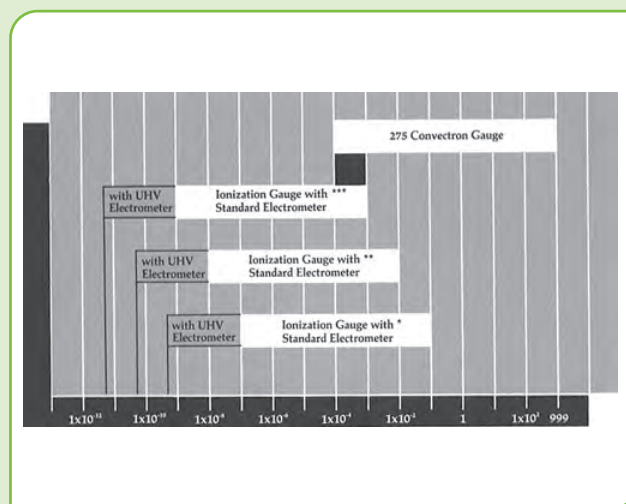 275 Convectron Gauge
with UHV
Electrometer
Ionization Gauge with ***
Standard Electrometer
with UHV
Electrometer
Ionization Gauge with **
Standard Electrometer
with UHV
Electrometer
Ionization Gauge with *
Standard Electrometer
1x10⁻¹² 1x10⁻¹⁰ 1x10⁻⁸ 1x10⁻⁶ 1x10⁻⁴ 1x10⁻² 1 1x10² 999